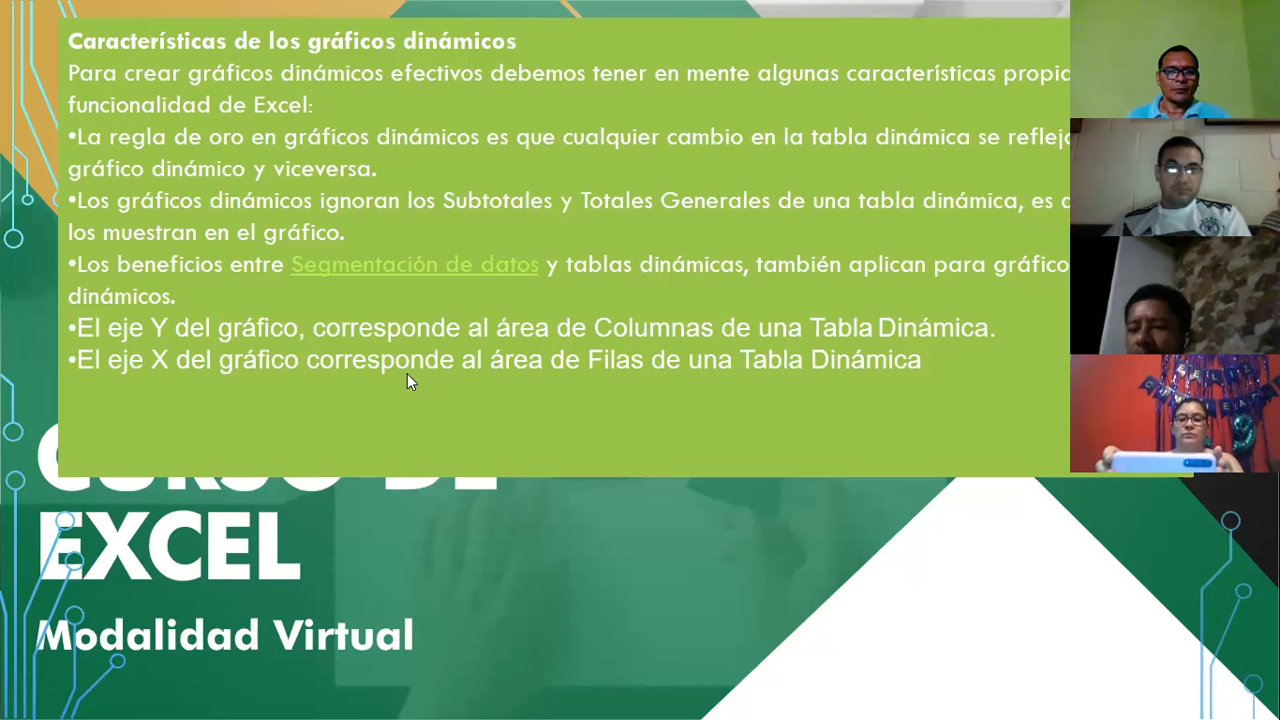 Características de los gráficos dinámicos
Para crear gráficos dinámicos efectivos debemos tener en mente algunas características
funcionalidad de Excel:
•La regla de oro en gráficos dinámicos es que cualquier cambio en la tabla dinámica se
gráfico dinámico y viceversa.
•Los gráficos dinámicos ignoran los Subtotales y Totales Generales de una tabla dinámica, es
los muestran en el gráfico.
•Los beneficios entre Segmentación de datos y tablas dinámicas, también aplican para
dinámicos.
•El eje Y del gráfico, corresponde al área de Columnas de una Tabla Dinámica.
•El eje X del gráfico corresponde al área de Filas de una Tabla Dinámica
CURSO DE
EXCEL
Modalidad Virtual